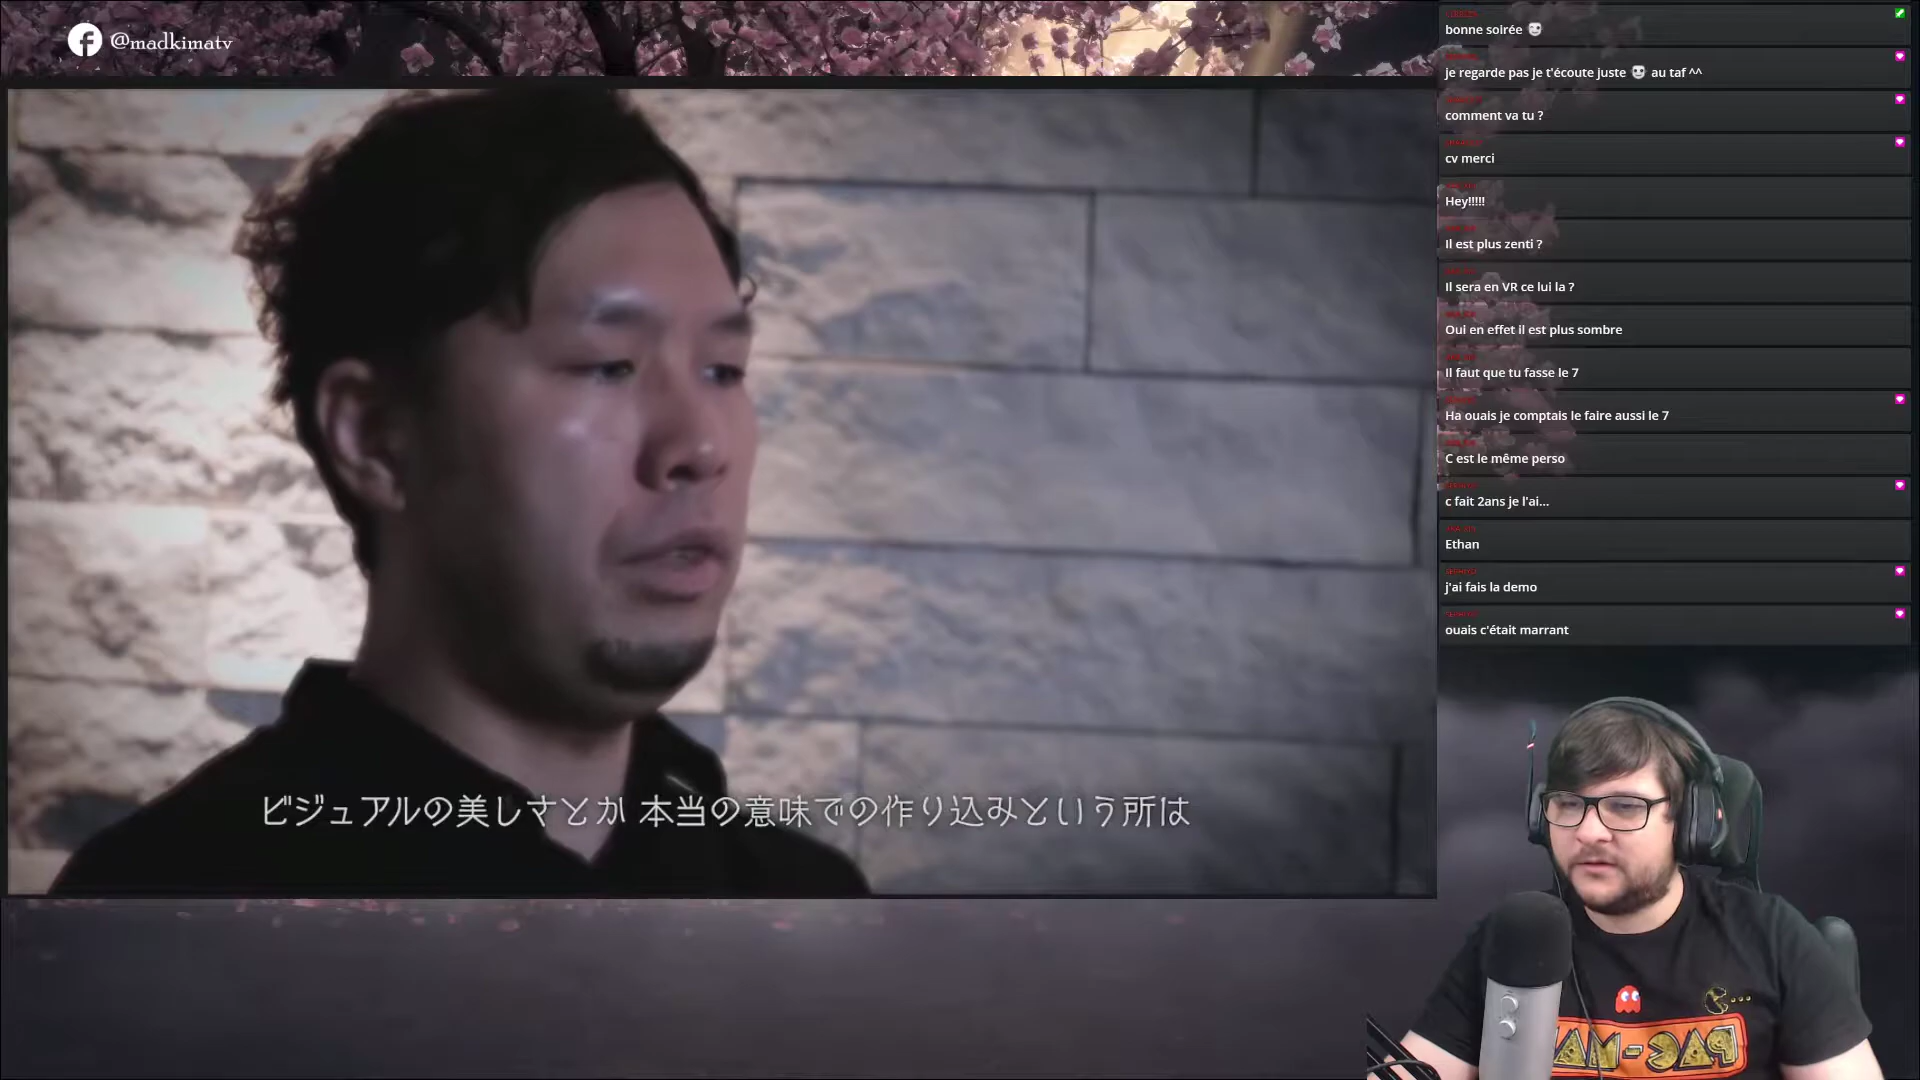 @madkimatv
ビジュアルの美しさとか 本当の意味での作り込みという所は
bonne soirée
je regarde pas je t'écoute juste au taf ^^
comment va tu ?
cv merci
Hey!!!!!
Il est plus zenti ?
Il sera en VR ce lui la ?
Oui en effet il est plus sombre
Il faut que tu fasse le 7
Ha ouais je comptais le faire aussi le 7
C est le même perso
c fait 2ans je l'ai...
Ethan
j'ai fais la demo
ouais c'était marrant
PAC-MAN